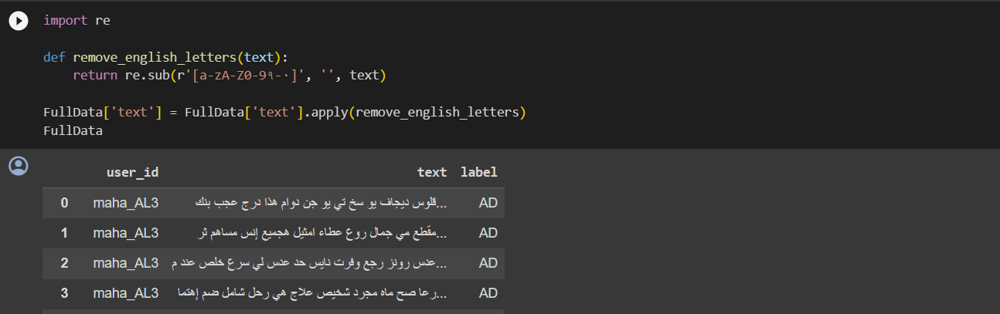 import re
def remove_english_letters(text):
return re.sub(r'[a-zA-Z0-9٠-٩]', '', text)
FullData['text'] = FullData['text'].apply(remove_english_letters)
FullData
user_id text label
0 maha_AL3 قلوس ديجاف يو سخ تي يو جن دوام هذا درج عجب بنك... AD
1 maha_AL3 مقطع مي جمال روع عطاء امثيل هجميع إنس مساهم ثر... AD
2 maha_AL3 عدس رونز رجع وفرت نايس حد عدس لي سرع خلص عند م... AD
3 maha_AL3 رعا صح ماه مجرد شخيص علاج هي رحل شامل ضم إهتما... AD